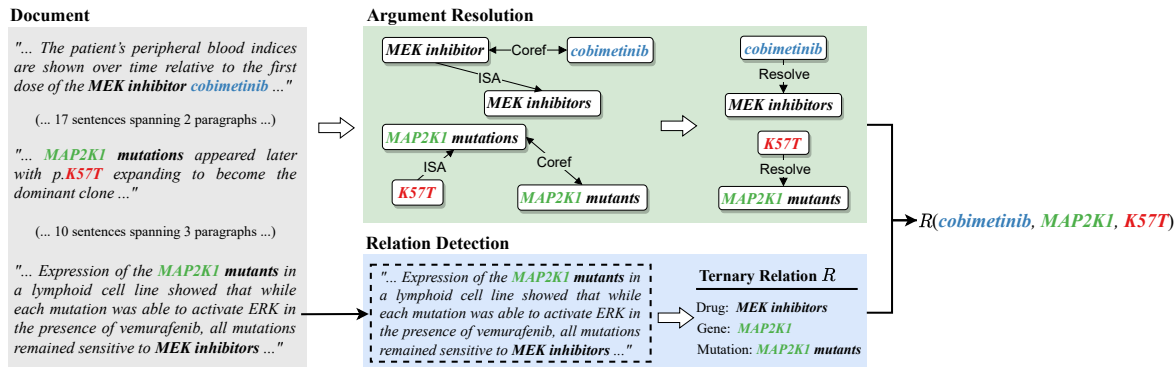 Document
"... The patient's peripheral blood indices
are shown over time relative to the first
dose of the MEK inhibitor cobimetinib ..."
(... 17 sentences spanning 2 paragraphs ...)
"... MAP2K1 mutations appeared later
with p.K57T expanding to become the
dominant clone ..."
(... 10 sentences spanning 3 paragraphs ...)
"... Expression of the MAP2K1 mutants in
a lymphoid cell line showed that while
each mutation was able to activate ERK in
the presence of vemurafenib, all mutations
remained sensitive to MEK inhibitors ..."
Argument Resolution
MEK inhibitor
Coref
cobimetinib
ISA
MEK inhibitors
MAP2K1 mutations
ISA
Coref
K57T
MAP2K1 mutants
cobimetinib
Resolve
MEK inhibitors
K57T
Resolve
MAP2K1 mutants
Relation Detection
"... Expression of the MAP2K1 mutants in
a lymphoid cell line showed that while
each mutation was able to activate ERK in
the presence of vemurafenib, all mutations
remained sensitive to MEK inhibitors ..."
Ternary Relation R
Drug: MEK inhibitors
Gene: MAP2K1
Mutation: MAP2K1 mutants
R(cobimetinib, MAP2K1, K57T)